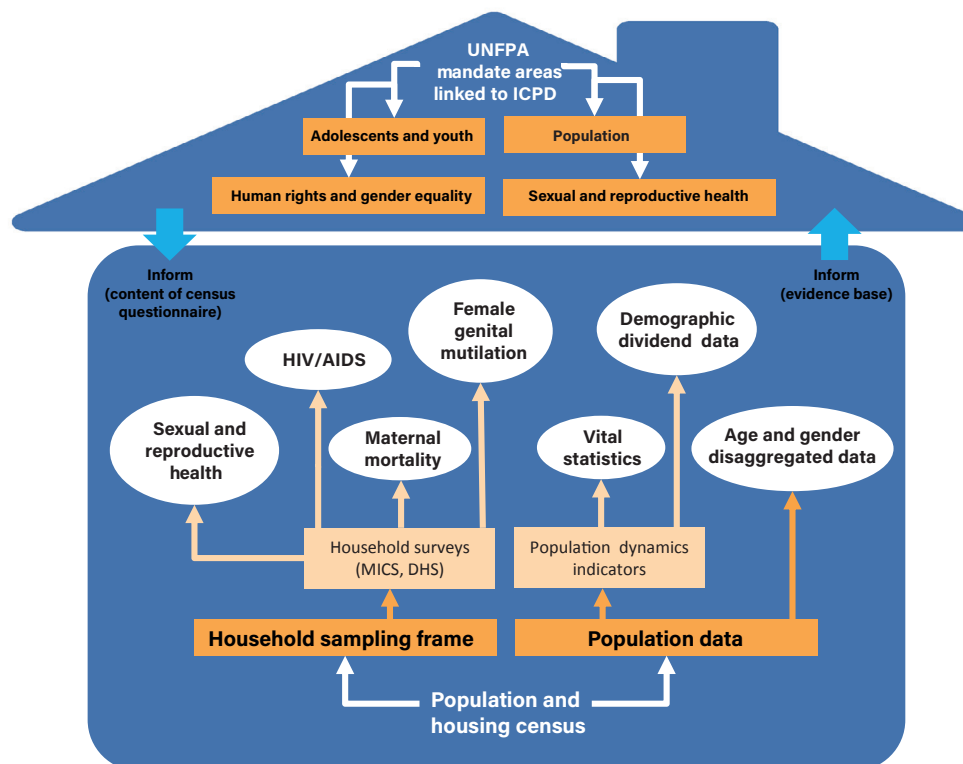 UNFPA
mandate areas
linked to ICPD
Adolescents and youth
Population
Human rights and gender equality
Sexual and reproductive health
Inform
(content of census
questionnaire)
Inform
(evidence base)
Female
genital
mutilation
Demographic
dividend data
HIV/AIDS
Sexual and
reproductive
health
Maternal
mortality
Vital
statistics
Age and gender
disaggregated data
Household surveys
(MICS, DHS)
Population dynamics
indicators
Household sampling frame
Population data
Population and
housing census